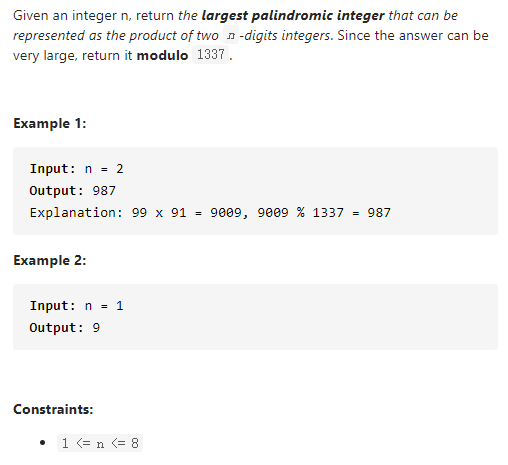 Given an integer n, return the largest palindromic integer that can be
represented as the product of two n -digits integers. Since the answer can be
very large, return it modulo 1337 .
Example 1:
Input: n = 2
Output: 987
Explanation: 99 x 91 = 9009, 9009 % 1337 = 987
Example 2:
Input: n = 1
Output: 9
Constraints:
• 1 <= n <= 8